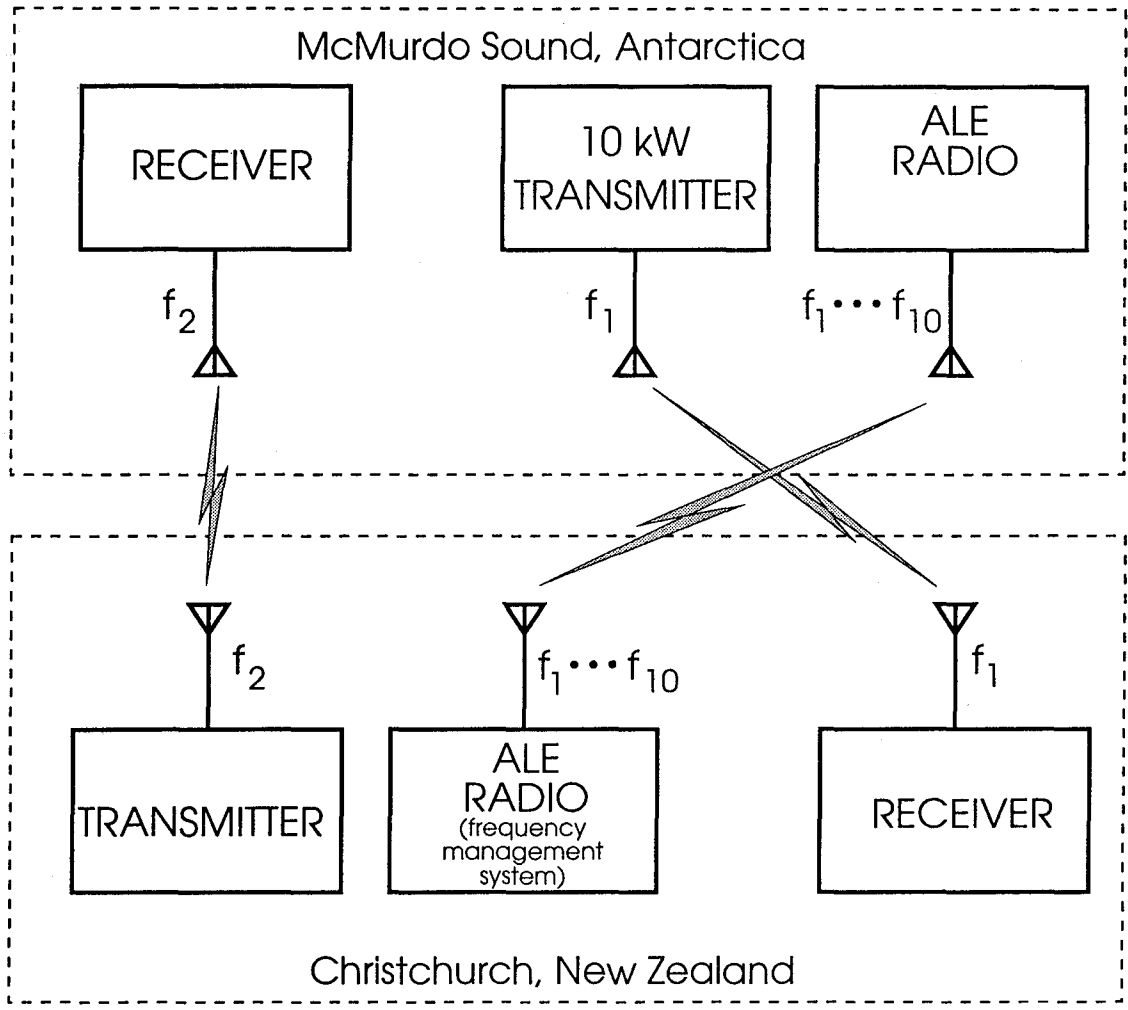 McMurdo Sound, Antarctica
RECEIVER
10 kW
TRANSMITTER
ALE
RADIO
f2
f1
f1 ••• f10
f2
f1 ••• f10
f1
TRANSMITTER
ALE
RADIO
(frequency
management
system)
RECEIVER
Christchurch, New Zealand